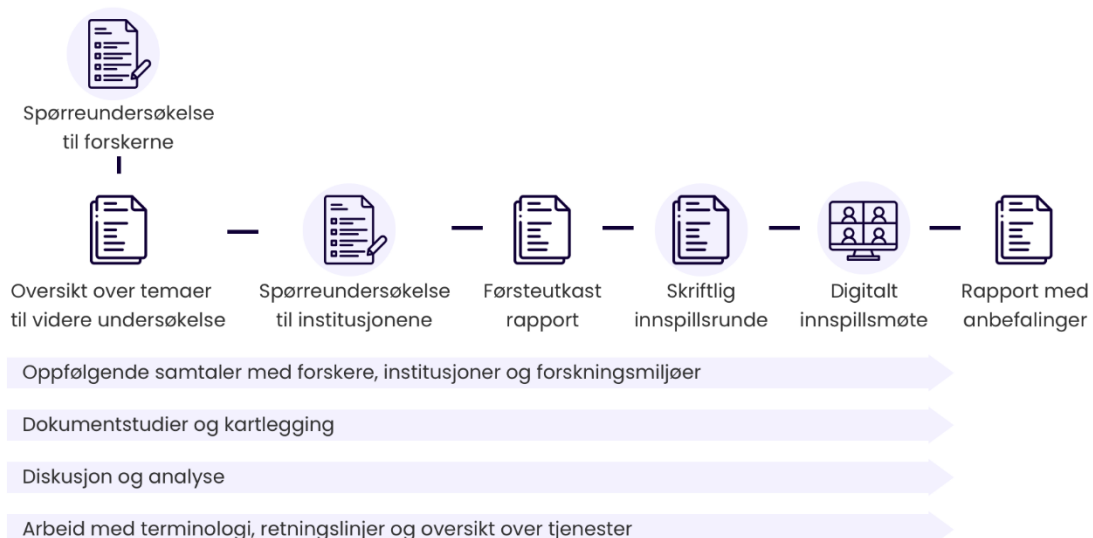 Spørreundersøkelse
til forskerne
Oversikt over temaer
til videre undersøkelse
Spørreundersøkelse
til institusjonene
Førsteutkast
rapport
Skriftlig
innspillsrunde
Digitalt
innspillsmøte
Rapport med
anbefalinger
Oppfølgende samtaler med forskere, institusjoner og forskningsmiljøer
Dokumentstudier og kartlegging
Diskusjon og analyse
Arbeid med terminologi, retningslinjer og oversikt over tjenester